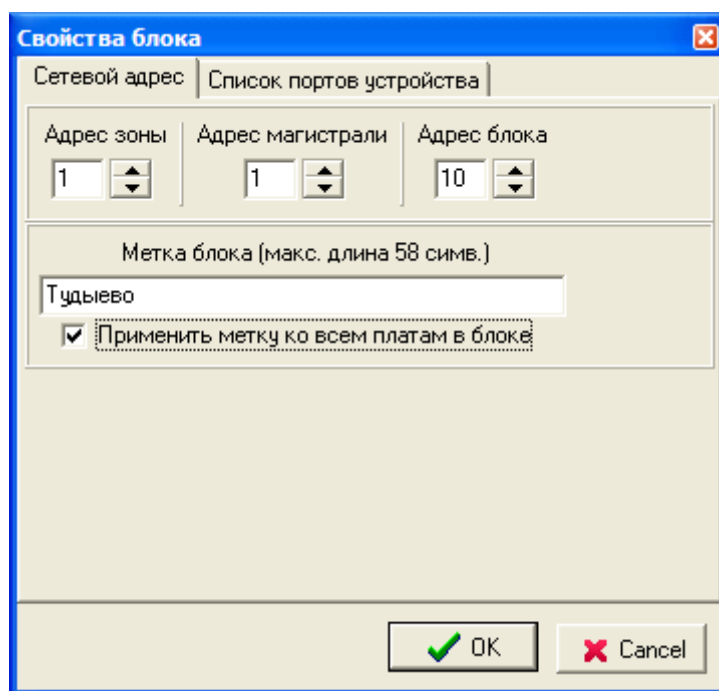 Свойства блока
Сетевой адрес Список портов устройства
Адрес зоны Адрес магистрали Адрес блока
1 1 10
Метка блока (макс. длина 58 симв.)
Тудыево
Применить метку ко всем платам в блоке
OK Cancel